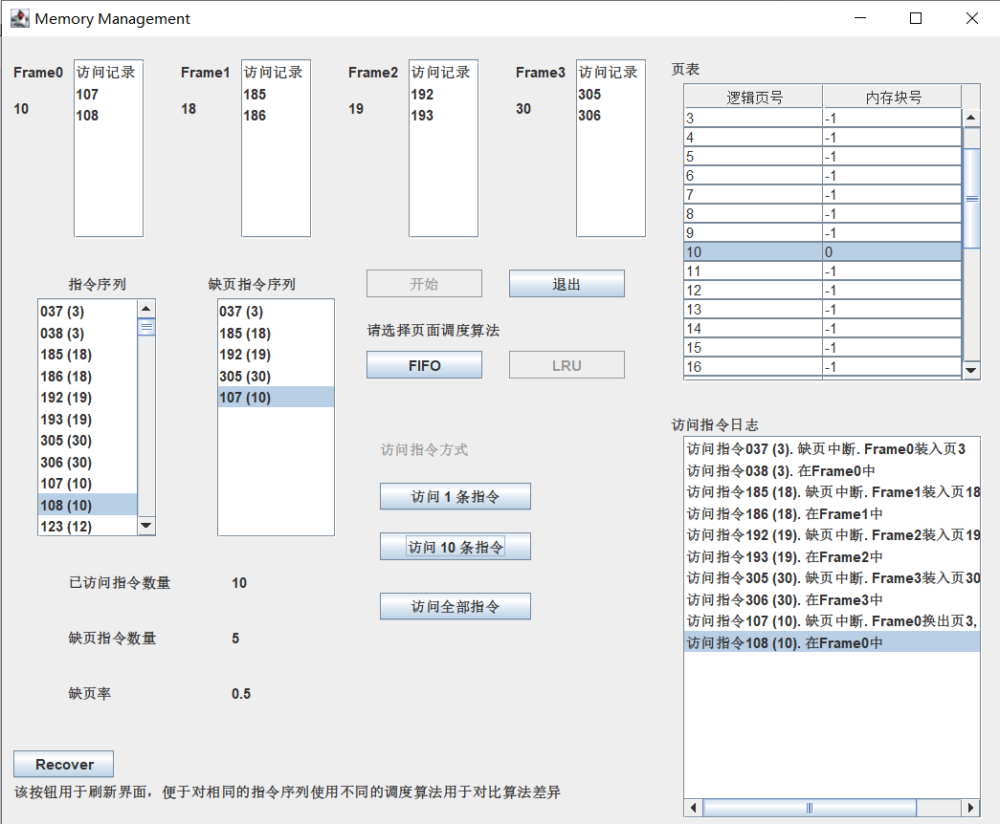 Memory Management
Frame0
10
访问记录
107
108
Frame1
18
访问记录
185
186
Frame2
19
访问记录
192
193
Frame3
30
访问记录
305
306
页表
逻辑页号 内存块号
3 -1
4 -1
5 -1
6 -1
7 -1
8 -1
9 -1
10 0
11 -1
12 -1
13 -1
14 -1
15 -1
16 -1
指令序列
037 (3)
038 (3)
185 (18)
186 (18)
192 (19)
193 (19)
305 (30)
306 (30)
107 (10)
108 (10)
123 (12)
缺页指令序列
037 (3)
185 (18)
192 (19)
305 (30)
107 (10)
开始 退出
请选择页面调度算法
FIFO LRU
访问指令方式
访问 1 条指令
访问 10 条指令
访问全部指令
已访问指令数量 10
缺页指令数量 5
缺页率 0.5
访问指令日志
访问指令037 (3). 缺页中断. Frame0装入页3
访问指令038 (3). 在Frame0中
访问指令185 (18). 缺页中断. Frame1装入页18
访问指令186 (18). 在Frame1中
访问指令192 (19). 缺页中断. Frame2装入页19
访问指令193 (19). 在Frame2中
访问指令305 (30). 缺页中断. Frame3装入页30
访问指令306 (30). 在Frame3中
访问指令107 (10). 缺页中断. Frame0换出页3,
访问指令108 (10). 在Frame0中
Recover
该按钮用于刷新界面，便于对相同的指令序列使用不同的调度算法用于对比算法差异